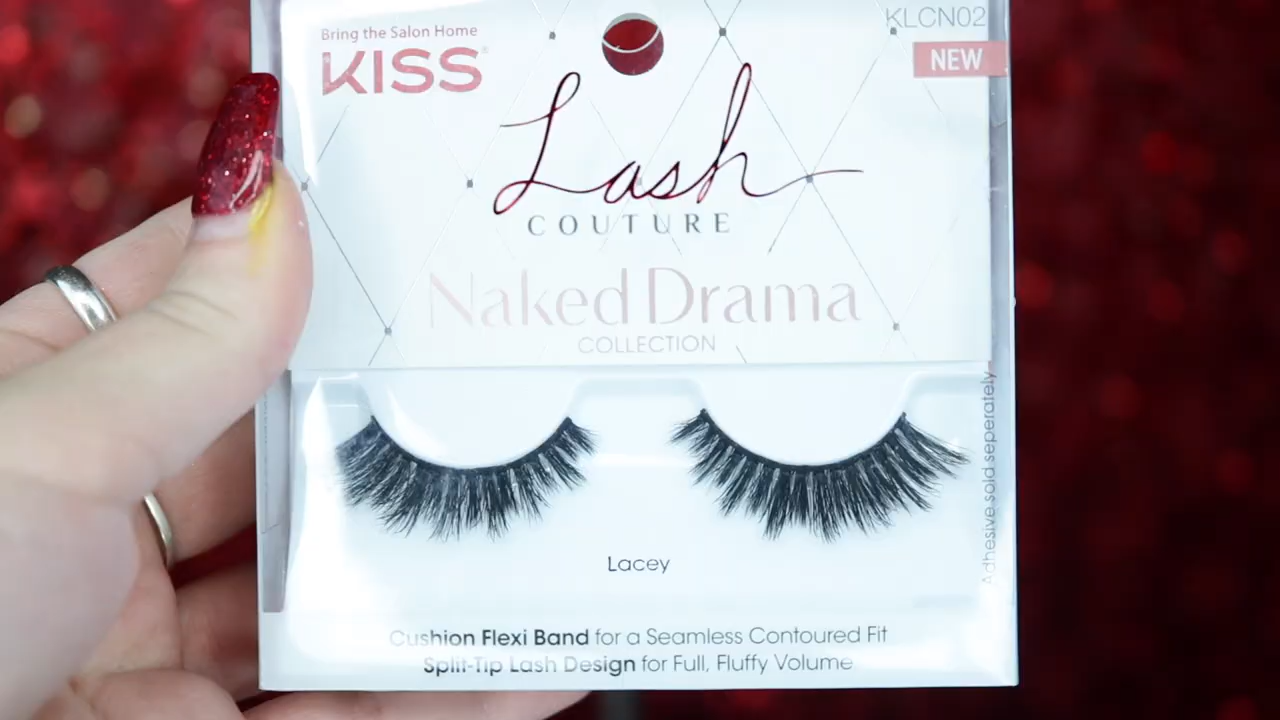 Bring the Salon Home
KISS
KLCN02
NEW
Lash
COUTURE
Naked Drama
COLLECTION
Adhesive sold seperately
Lacey
Cushion Flexi Band for a Seamless Contoured Fit
Split-Tip Lash Design for Full, Fluffy Volume